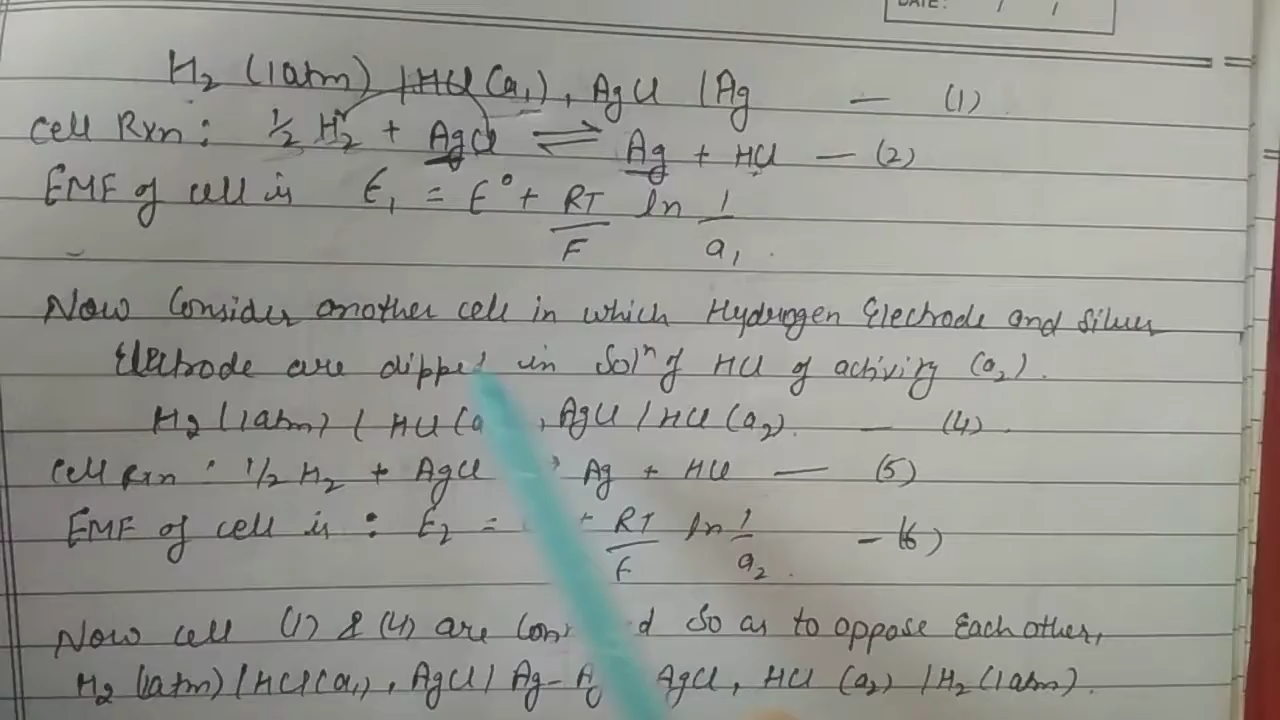 DATE: / /
H₂ (1atm) | HCl (a₁), AgCl | Ag — (1)
Cell Rxn: ½ H₂ + AgCl ⇌ Ag + HCl — (2)
EMF of cell is E₁ = E° + RT/F ln 1/a₁.
Now Consider another cell in which Hydrogen Electrode and Silver
Electrode are dipped in Solⁿ of HCl of activity (a₂).
H₂ (1atm) | HCl (a , AgCl | HCl (a₂). — (4).
Cell Rxn: ½ H₂ + AgCl Ag + HCl — (5)
EMF of cell is: E₂ = + RT/F ln 1/a₂. — (6)
Now cell (1) & (4) are so as to oppose Each other,
H₂ (1atm) | HCl (a₁), AgCl | Ag – AgCl, HCl (a₂) | H₂ (1atm).